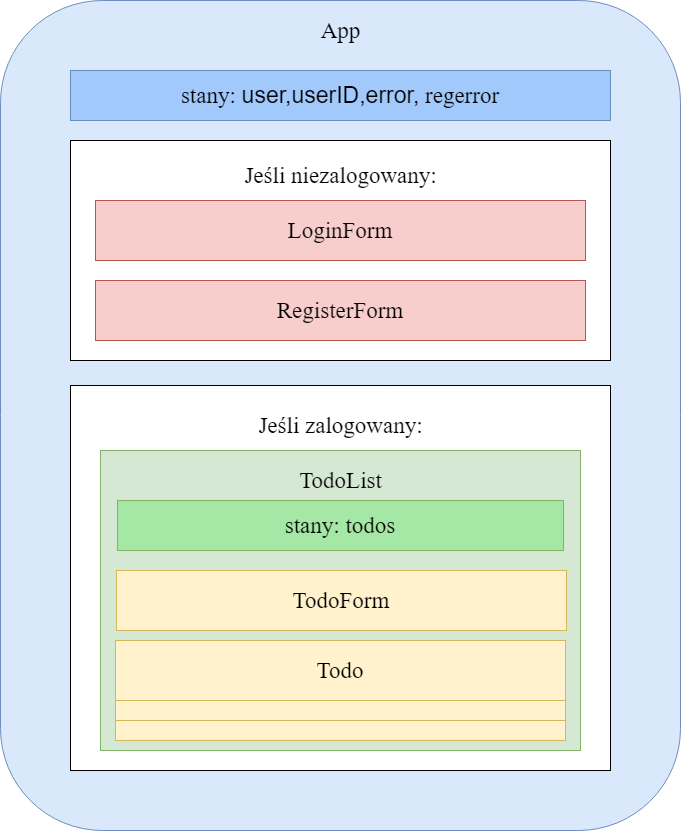 App
stany: user,userID,error, regerror
Jeśli niezalogowany:
LoginForm
RegisterForm
Jeśli zalogowany:
TodoList
stany: todos
TodoForm
Todo